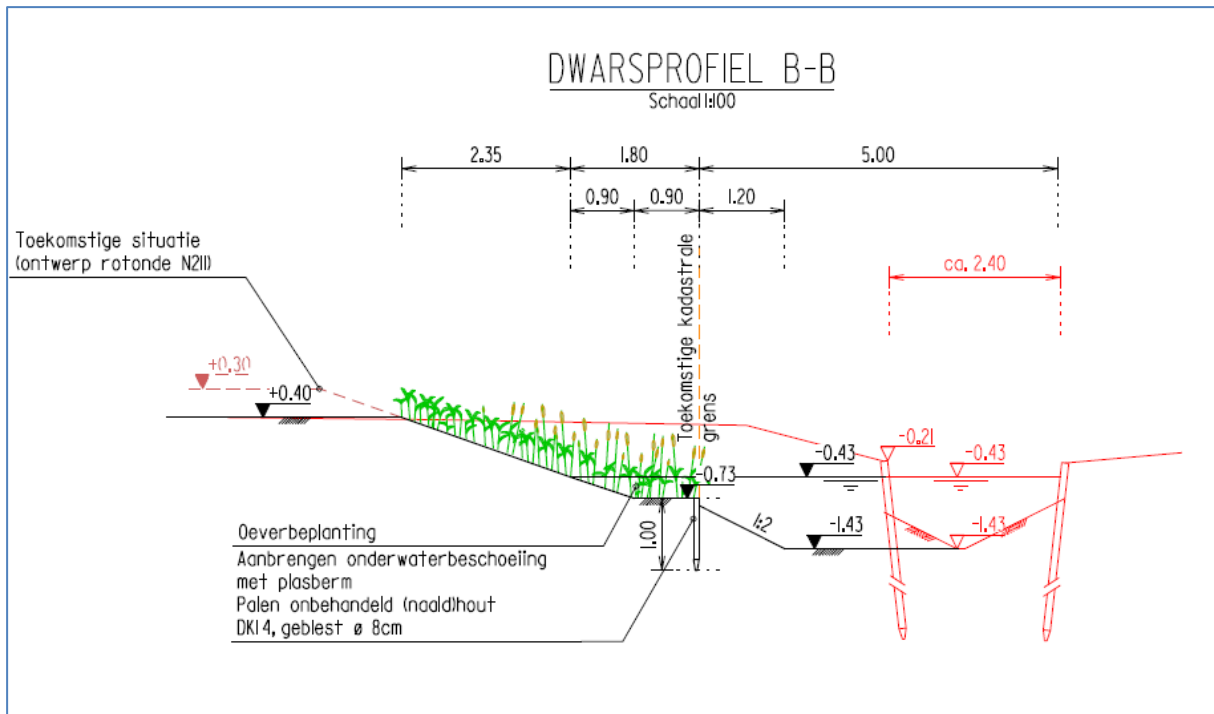 DWARSPROFIEL B-B
Schaal 1:100
2.35
1.80
5.00
0.90
0.90
1.20
Toekomstige situatie
(ontwerp rotonde N211)
ca. 2.40
Toekomstige kadastrale
grens
+0.30
+0.40
-0.21
-0.43
-0.43
-0.73
1.00
1:2
-1.43
-1.43
Oeverbeplanting
Aanbrengen onderwaterbeschoeiing
met plasberm
Palen onbehandeld (naald)hout
DKI 4, geblest ø 8cm